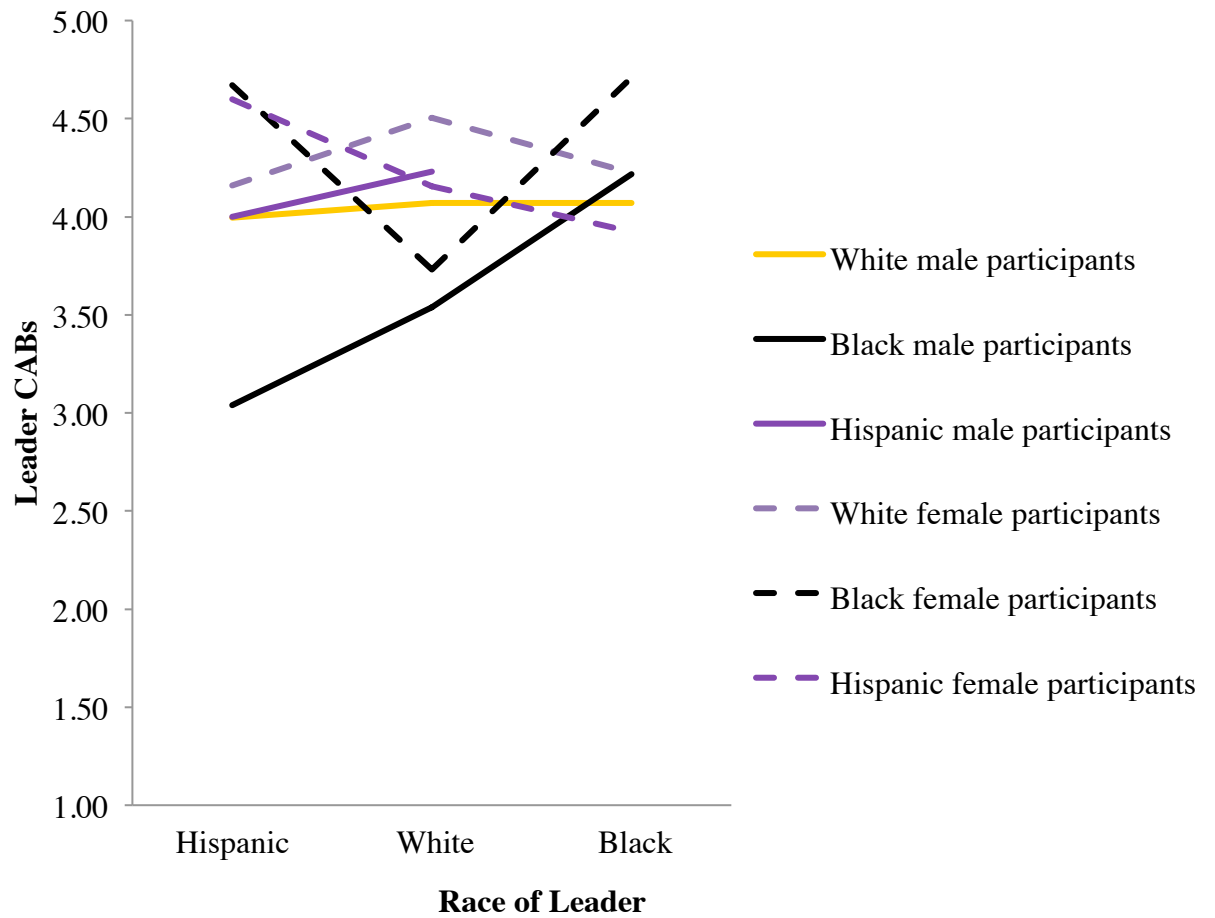 5.00
4.50
4.00
3.50
3.00
2.50
2.00
1.50
1.00
Leader CABs
Hispanic
White
Black
Race of Leader
White male participants
Black male participants
Hispanic male participants
White female participants
Black female participants
Hispanic female participants